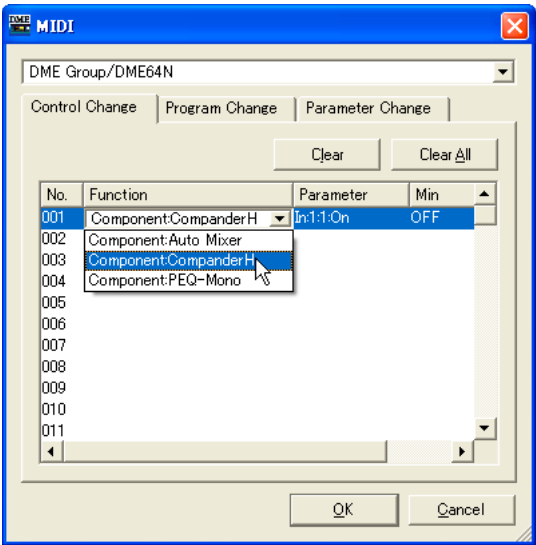 DME MIDI
DME Group/DME64N
Control Change Program Change Parameter Change
Clear Clear All
No. Function Parameter Min
001 Component:CompanderH In:1:1:On OFF
002 Component:Auto Mixer
003 Component:CompanderH
004 Component:PEQ-Mono
005
006
007
008
009
010
011
OK Cancel